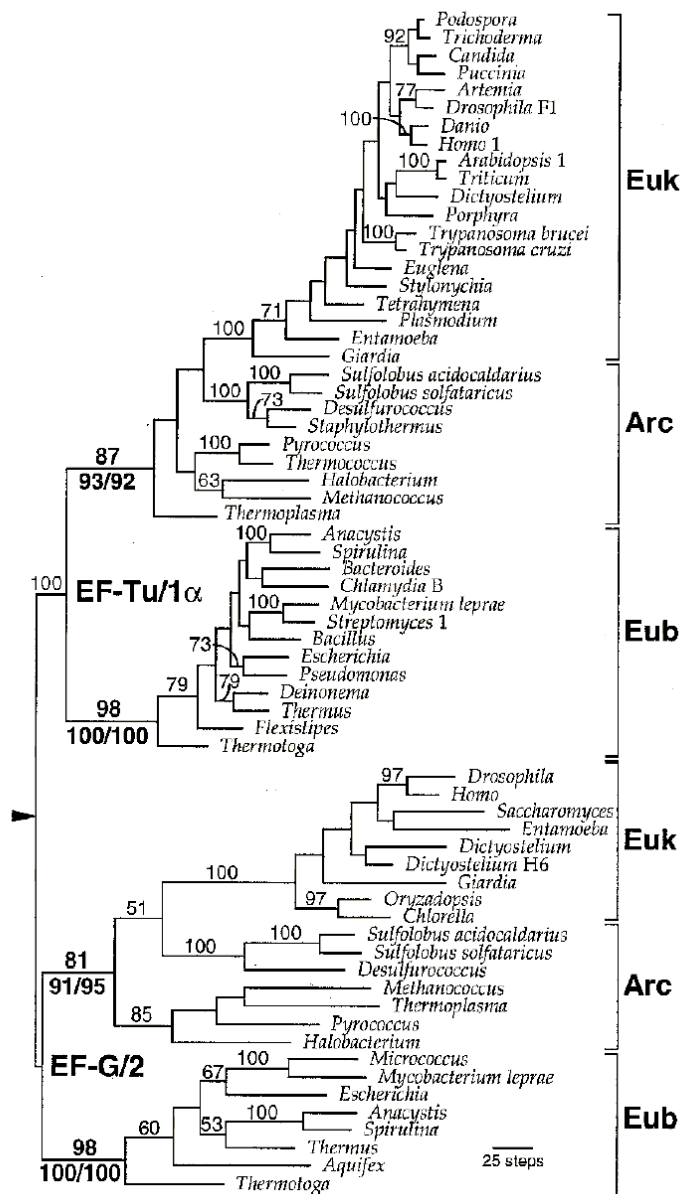 Podospora
92
Trichoderma
Candida
Puccinia
77
Artemia
Drosophila F1
100
Danio
Homo 1
100
Arabidopsis 1
Triticum
Euk
Dictyostelium
Porphyra
100
Trypanosoma brucei
Trypanosoma cruzi
Euglena
Stylonychia
Tetrahymena
71
Plasmodium
100
Entamoeba
Giardia
100
Sulfolobus acidocaldarius
100
Sulfolobus solfataricus
73
Desulfurococcus
Staphylothermus
Arc
100
Pyrococcus
87
Thermococcus
93/92
63
Halobacterium
Methanococcus
Thermoplasma
100
Anacystis
Spirulina
Bacteroides
100
EF-Tu/1α
Chlamydia B
100
Mycobacterium leprae
Streptomyces 1
Eub
73
Bacillus
Escherichia
79
79
Pseudomonas
Deinonema
98
Thermus
100/100
Flexistipes
Thermotoga
97
Drosophila
Homo
Saccharomyces
Entamoeba
Euk
Dictyostelium
Dictyostelium H6
100
Giardia
97
Oryzadopsis
51
Chlorella
100
Sulfolobus acidocaldarius
100
Sulfolobus solfataricus
81
Desulfurococcus
91/95
Methanococcus
Arc
Thermoplasma
85
Pyrococcus
Halobacterium
EF-G/2
100
Micrococcus
67
Mycobacterium leprae
Escherichia
100
Anacystis
Eub
60
53
Spirulina
98
Thermus
100/100
Aquifex
25 steps
Thermotoga